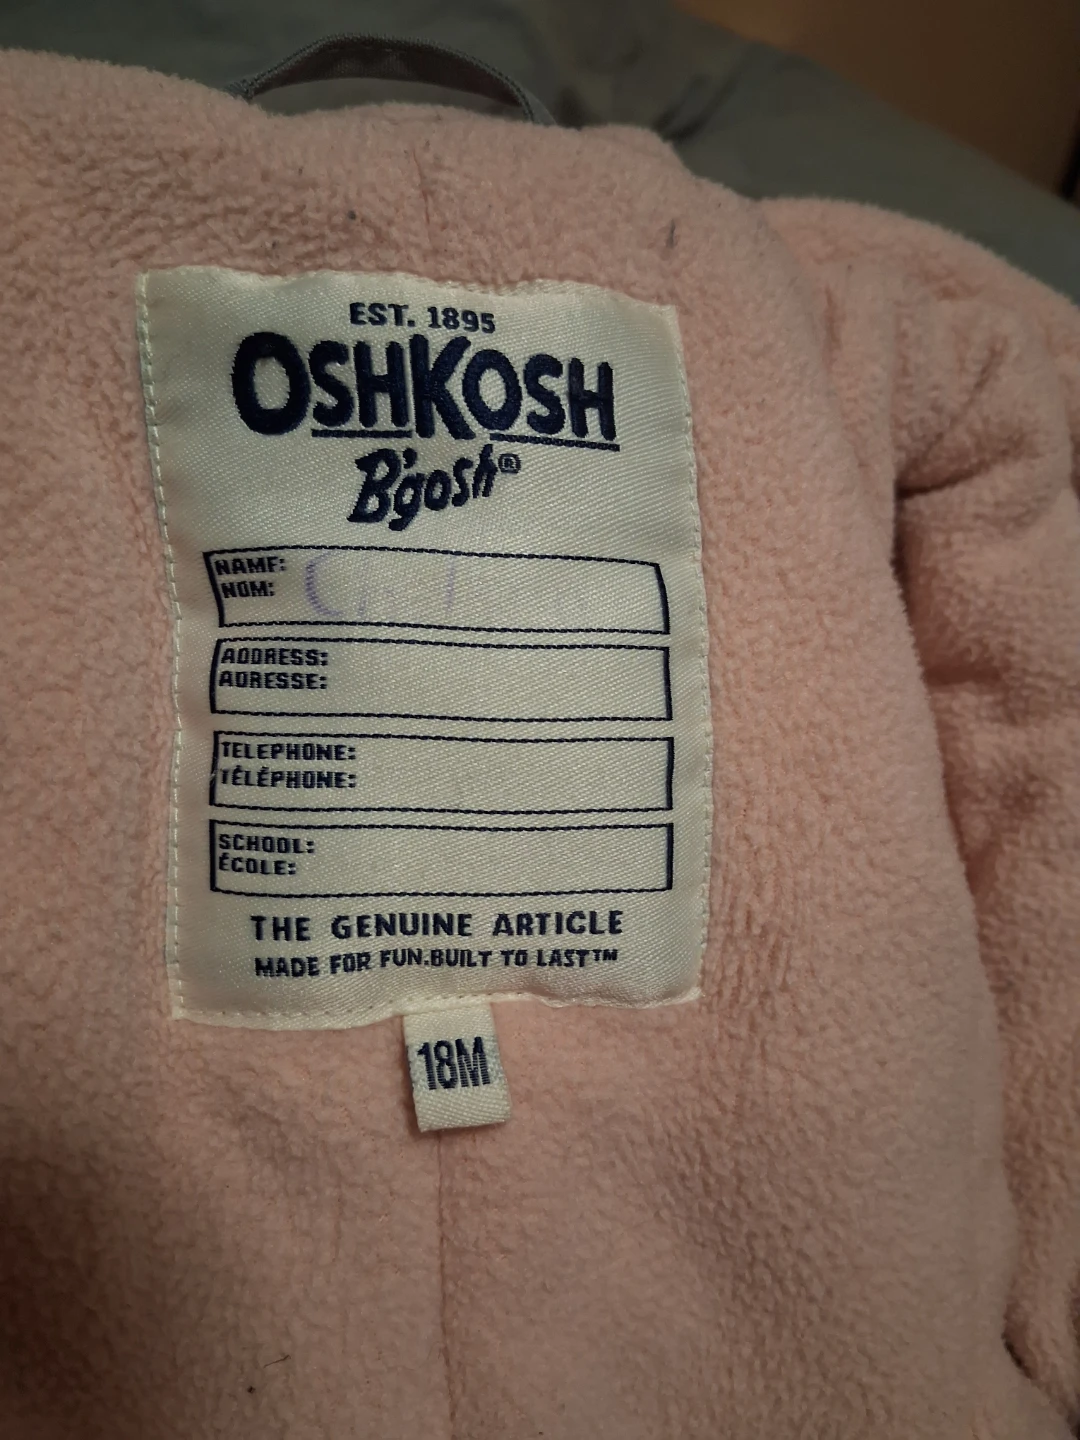 EST. 1895
OSHKOSH
B'gosh®
NAME:
NOM:
ADDRESS:
ADRESSE:
TELEPHONE:
TÉLÉPHONE:
SCHOOL:
ÉCOLE:
THE GENUINE ARTICLE
MADE FOR FUN.BUILT TO LAST™
18M